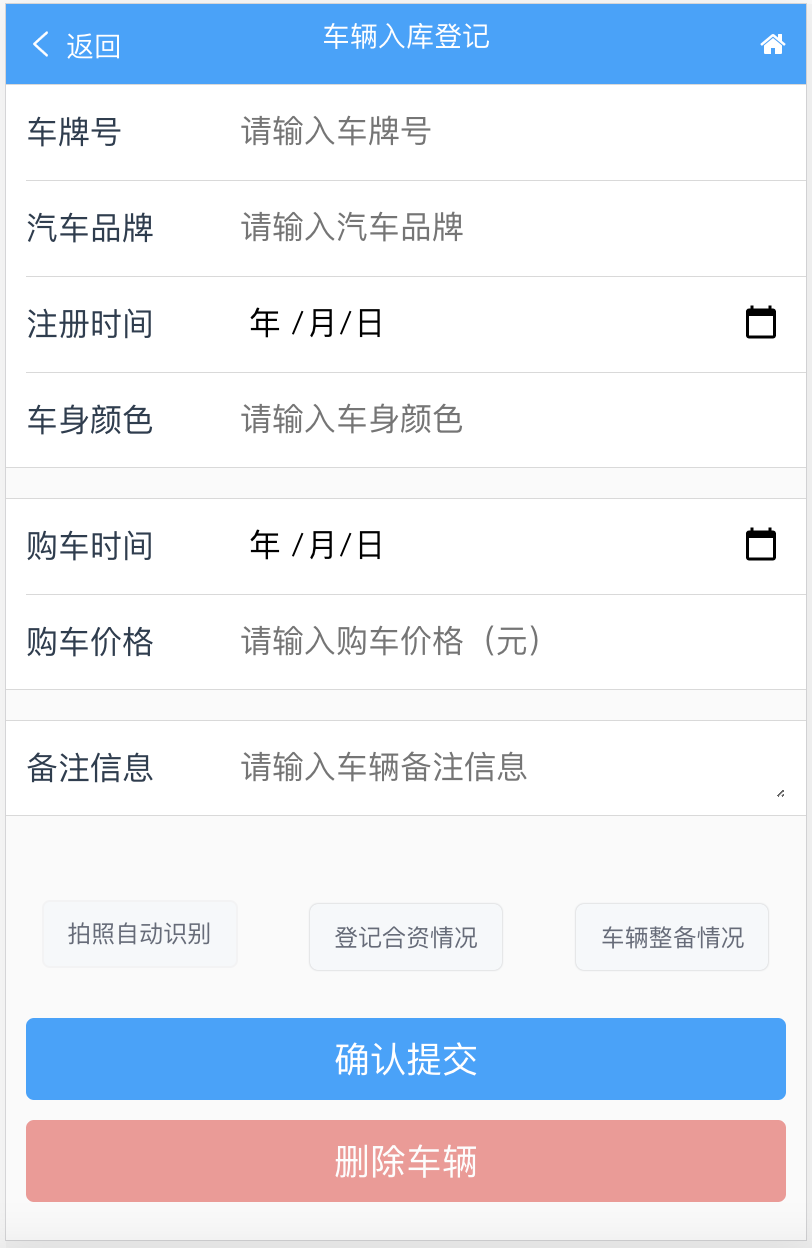 返回
车辆入库登记
车牌号 请输入车牌号
汽车品牌 请输入汽车品牌
注册时间 年 /月/日
车身颜色 请输入车身颜色
购车时间 年 /月/日
购车价格 请输入购车价格（元）
备注信息 请输入车辆备注信息
拍照自动识别 登记合资情况 车辆整备情况
确认提交
删除车辆